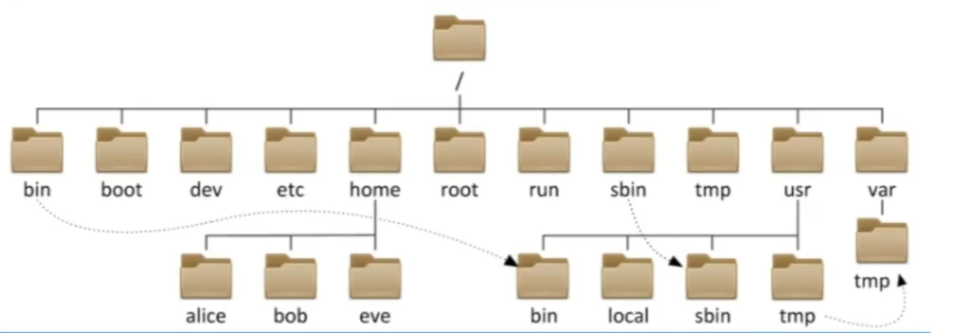 /
bin boot dev etc home root run sbin tmp usr var
tmp
alice bob eve bin local sbin tmp